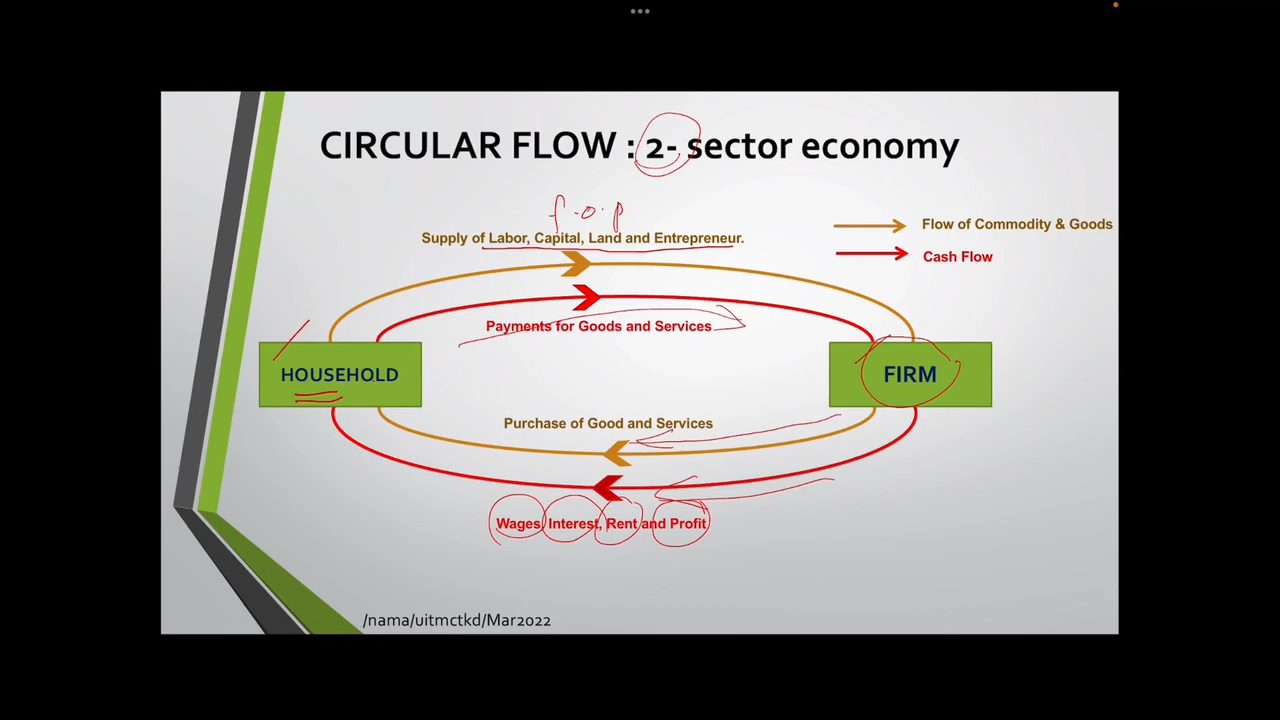 CIRCULAR FLOW : 2- sector economy
f.o.p
Supply of Labor, Capital, Land and Entrepreneur.
Flow of Commodity & Goods
Cash Flow
Payments for Goods and Services
HOUSEHOLD
FIRM
Purchase of Good and Services
Wages, Interest, Rent and Profit
/nama/uitmctkd/Mar2022